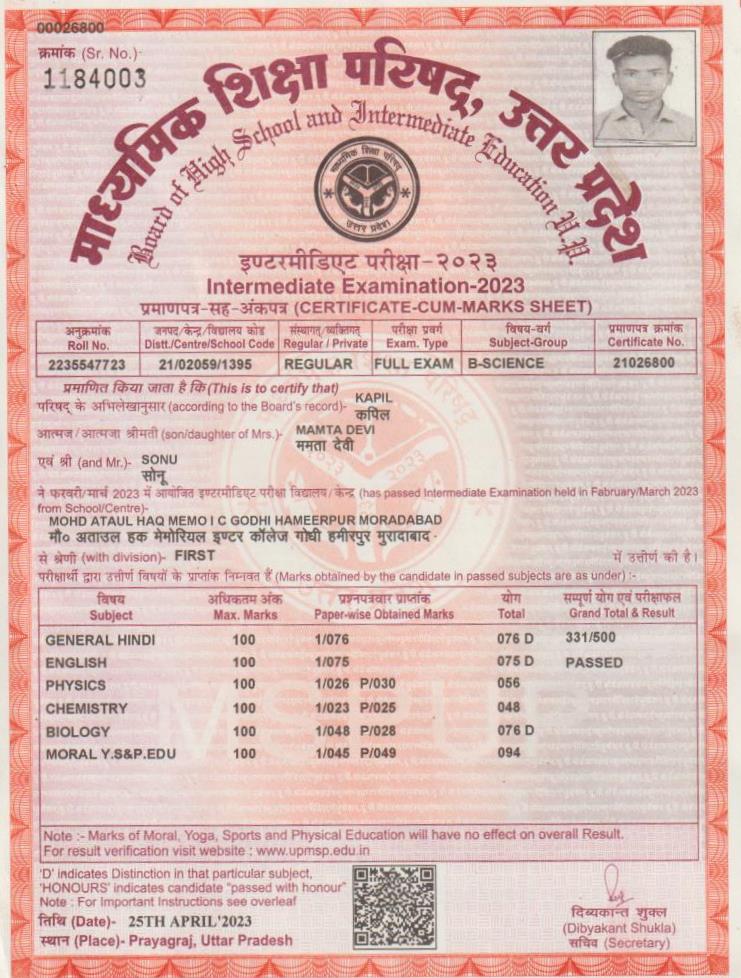 00026800
क्रमांक (Sr. No.)-
1184003
माध्यमिक शिक्षा परिषद्, उत्तर प्रदेश
Board of High School and Intermediate Education U.P.
माध्यमिक शिक्षा परिषद्
उत्तर प्रदेश
इण्टरमीडिएट परीक्षा-२०२३
Intermediate Examination-2023
प्रमाणपत्र-सह-अंकपत्र (CERTIFICATE-CUM-MARKS SHEET)
अनुक्रमांक जनपद/केन्द्र/विद्यालय कोड संस्थागत्/व्यक्तिगत् परीक्षा प्रवर्ग विषय-वर्ग प्रमाणपत्र क्रमांक
Roll No. Distt./Centre/School Code Regular / Private Exam. Type Subject-Group Certificate No.
2235547723 21/02059/1395 REGULAR FULL EXAM B-SCIENCE 21026800
प्रमाणित किया जाता है कि (This is to certify that)
परिषद् के अभिलेखानुसार (according to the Board's record)- KAPIL
कपिल
आत्मज/आत्मजा श्रीमती (son/daughter of Mrs.)- MAMTA DEVI
ममता देवी
एवं श्री (and Mr.)- SONU
सोनू
ने फरवरी/मार्च 2023 में आयोजित इण्टरमीडिएट परीक्षा विद्यालय/केन्द्र (has passed Intermediate Examination held in Fabruary/March 2023
from School/Centre)-
MOHD ATAUL HAQ MEMO I C GODHI HAMEERPUR MORADABAD
मौ० अताउल हक मेमोरियल इण्टर कॉलेज गोधी हमीरपुर मुरादाबाद -
से श्रेणी (with division)- FIRST में उत्तीर्ण की है।
परीक्षार्थी द्वारा उत्तीर्ण विषयों के प्राप्तांक निम्नवत हैं (Marks obtained by the candidate in passed subjects are as under) :-
विषय अधिकतम अंक प्रश्नपत्रवार प्राप्तांक योग सम्पूर्ण योग एवं परीक्षाफल
Subject Max. Marks Paper-wise Obtained Marks Total Grand Total & Result
GENERAL HINDI 100 1/076 076 D 331/500
ENGLISH 100 1/075 075 D PASSED
PHYSICS 100 1/026 P/030 056
CHEMISTRY 100 1/023 P/025 048
BIOLOGY 100 1/048 P/028 076 D
MORAL Y.S&P.EDU 100 1/045 P/049 094
MSPUP
Note :- Marks of Moral, Yoga, Sports and Physical Education will have no effect on overall Result.
For result verification visit website : www.upmsp.edu.in
'D' indicates Distinction in that particular subject,
'HONOURS' indicates candidate "passed with honour"
Note : For Important Instructions see overleaf
तिथि (Date)- 25TH APRIL'2023
स्थान (Place)- Prayagraj, Uttar Pradesh
दिब्यकान्त शुक्ल
(Dibyakant Shukla)
सचिव (Secretary)